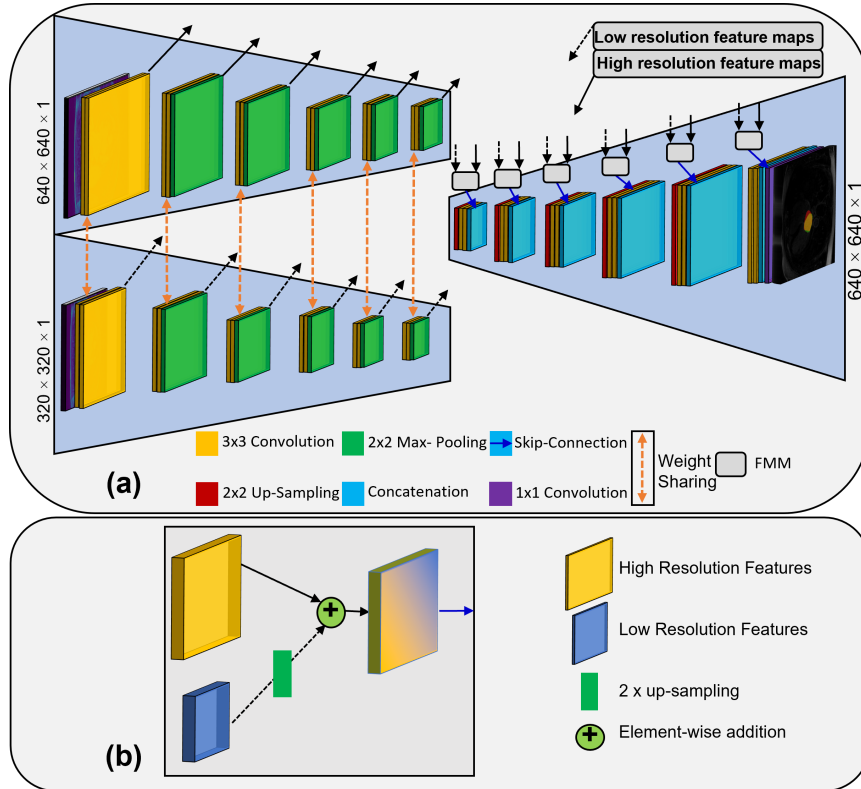 Low resolution feature maps
High resolution feature maps
640 × 640 × 1
320 × 320 × 1
640 × 640 × 1
3x3 Convolution
2x2 Max- Pooling
Skip-Connection
Weight
Sharing
FMM
2x2 Up-Sampling
Concatenation
1x1 Convolution
(a)
High Resolution Features
Low Resolution Features
2 x up-sampling
Element-wise addition
+
+
(b)